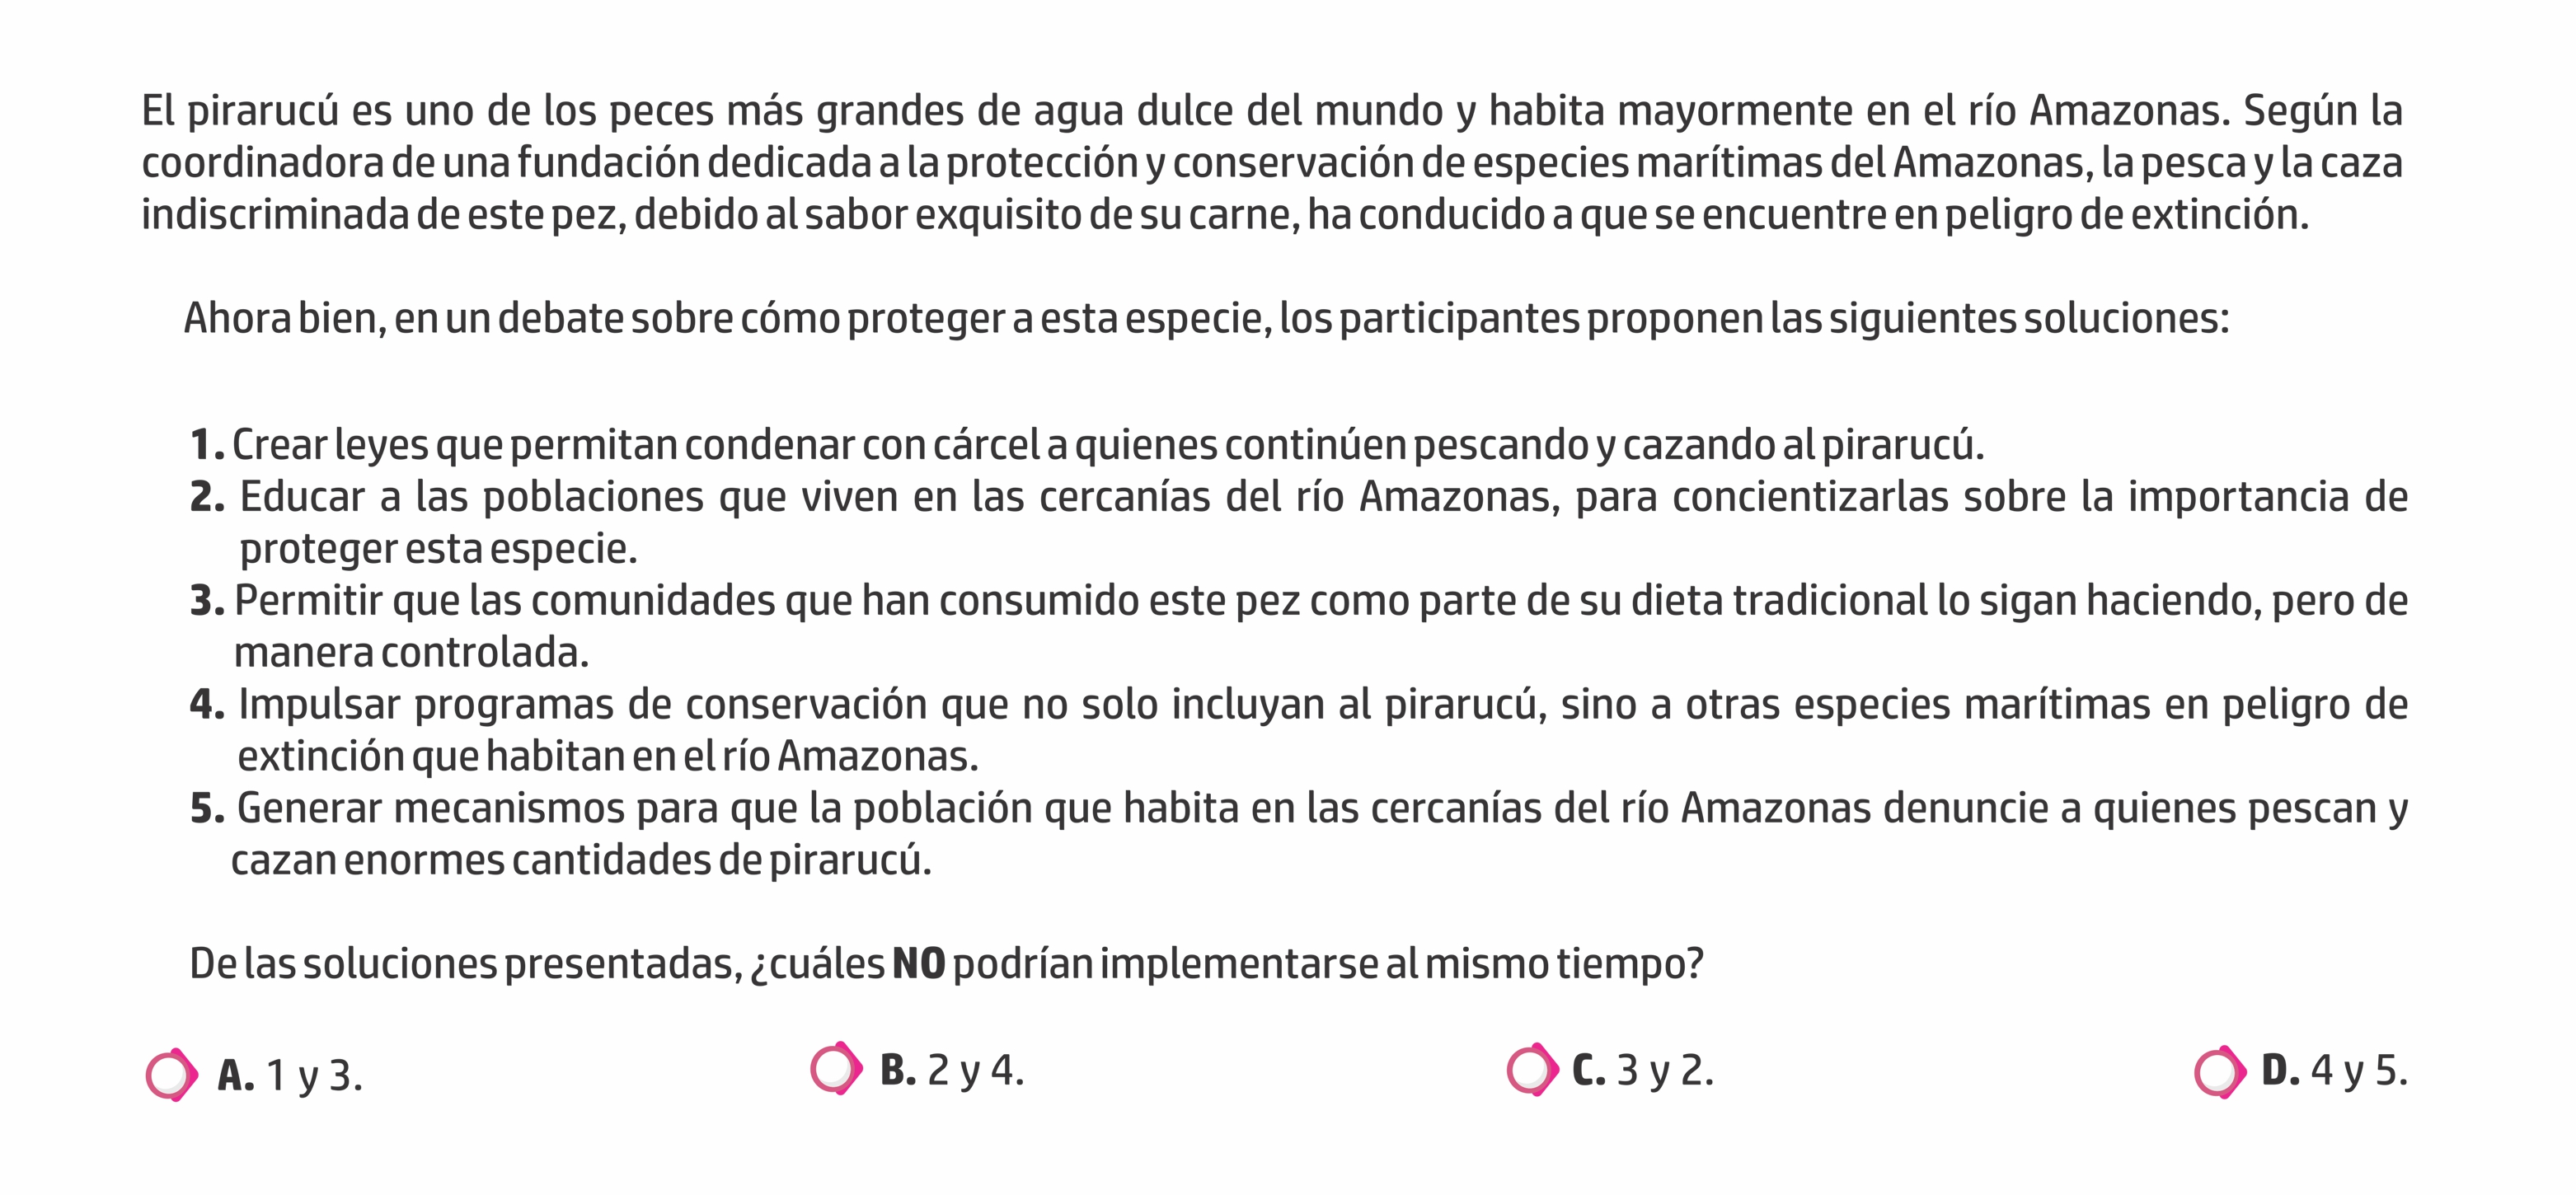 El pirarucú es uno de los peces más grandes de agua dulce del mundo y habita mayormente en el río Amazonas. Según la
coordinadora de una fundación dedicada a la protección y conservación de especies marítimas del Amazonas, la pesca y la caza
indiscriminada de este pez, debido al sabor exquisito de su carne, ha conducido a que se encuentre en peligro de extinción.
Ahora bien, en un debate sobre cómo proteger a esta especie, los participantes proponen las siguientes soluciones:
1. Crear leyes que permitan condenar con cárcel a quienes continúen pescando y cazando al pirarucú.
2. Educar a las poblaciones que viven en las cercanías del río Amazonas, para concientizarlas sobre la importancia de
proteger esta especie.
3. Permitir que las comunidades que han consumido este pez como parte de su dieta tradicional lo sigan haciendo, pero de
manera controlada.
4. Impulsar programas de conservación que no solo incluyan al pirarucú, sino a otras especies marítimas en peligro de
extinción que habitan en el río Amazonas.
5. Generar mecanismos para que la población que habita en las cercanías del río Amazonas denuncie a quienes pescan y
cazan enormes cantidades de pirarucú.
De las soluciones presentadas, ¿cuáles NO podrían implementarse al mismo tiempo?
A. 1 y 3. B. 2 y 4. C. 3 y 2. D. 4 y 5.